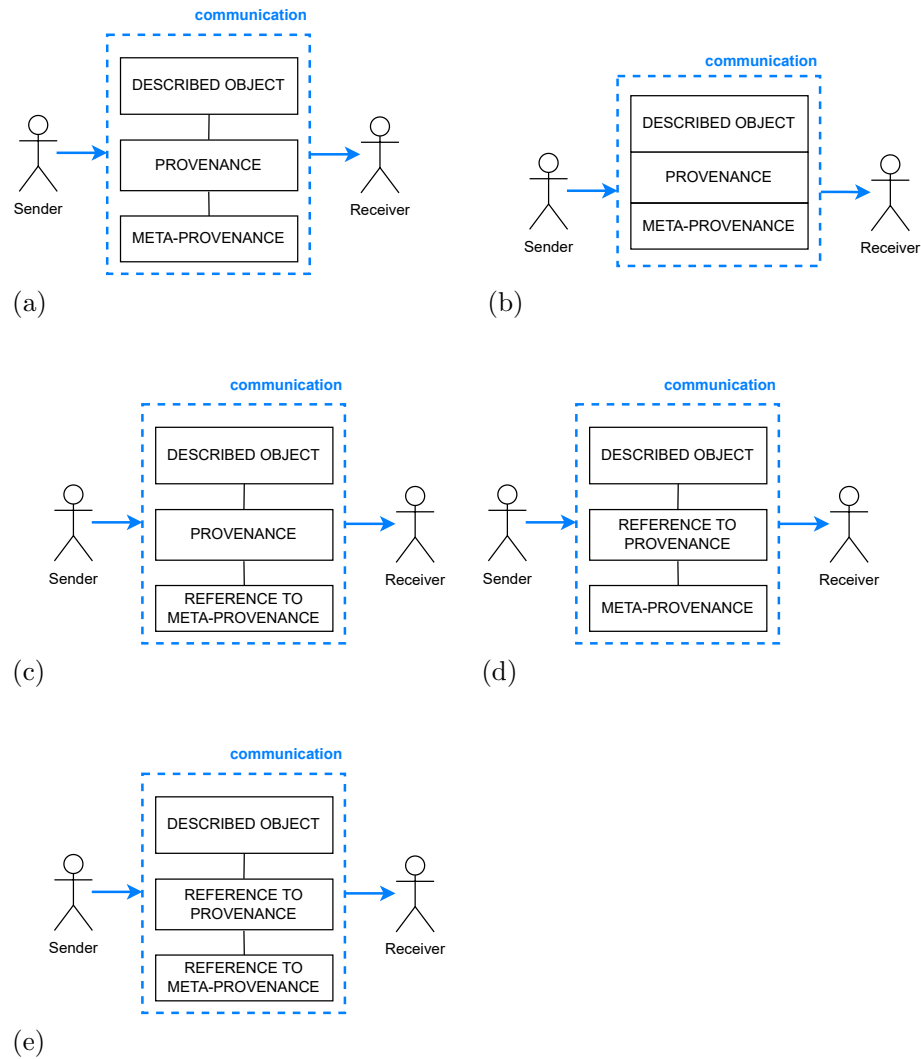 communication
DESCRIBED OBJECT
PROVENANCE
META-PROVENANCE
Sender
Receiver
(a)
communication
DESCRIBED OBJECT
PROVENANCE
META-PROVENANCE
Sender
Receiver
(b)
communication
DESCRIBED OBJECT
PROVENANCE
REFERENCE TO
META-PROVENANCE
Sender
Receiver
(c)
communication
DESCRIBED OBJECT
REFERENCE TO
PROVENANCE
META-PROVENANCE
Sender
Receiver
(d)
communication
DESCRIBED OBJECT
REFERENCE TO
PROVENANCE
REFERENCE TO
META-PROVENANCE
Sender
Receiver
(e)